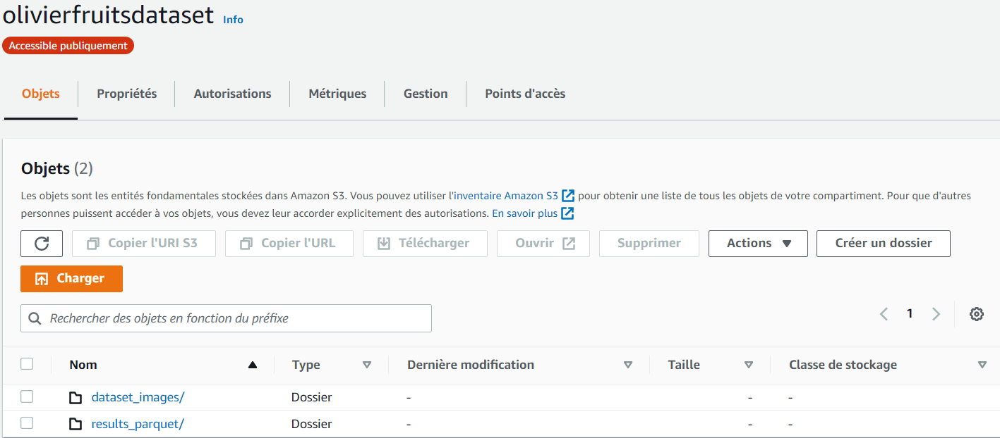 olivierfruitsdataset Info
Accessible publiquement
Objets Propriétés Autorisations Métriques Gestion Points d'accès
Objets (2)
Les objets sont les entités fondamentales stockées dans Amazon S3. Vous pouvez utiliser l'inventaire Amazon S3 pour obtenir une liste de tous les objets de votre compartiment. Pour que d'autres
personnes puissent accéder à vos objets, vous devez leur accorder explicitement des autorisations. En savoir plus
Copier l'URI S3 Copier l'URL Télécharger Ouvrir Supprimer Actions Créer un dossier
Charger
Rechercher des objets en fonction du préfixe 1
Nom Type Dernière modification Taille Classe de stockage
dataset_images/ Dossier - - -
results_parquet/ Dossier - - -